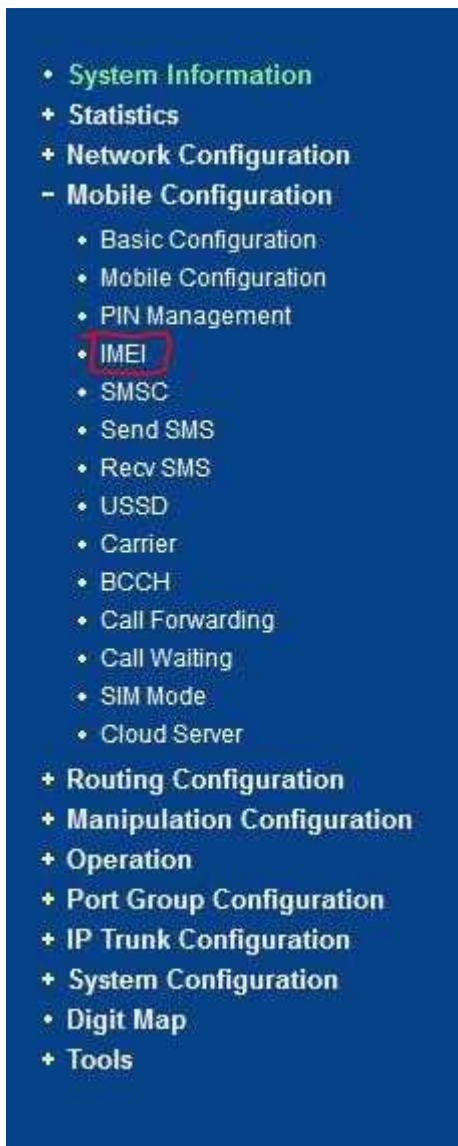 System Information
Statistics
Network Configuration
Mobile Configuration
Basic Configuration
Mobile Configuration
PIN Management
IMEI
SMSC
Send SMS
Recv SMS
USSD
Carrier
BCCH
Call Forwarding
Call Waiting
SIM Mode
Cloud Server
Routing Configuration
Manipulation Configuration
Operation
Port Group Configuration
IP Trunk Configuration
System Configuration
Digit Map
Tools